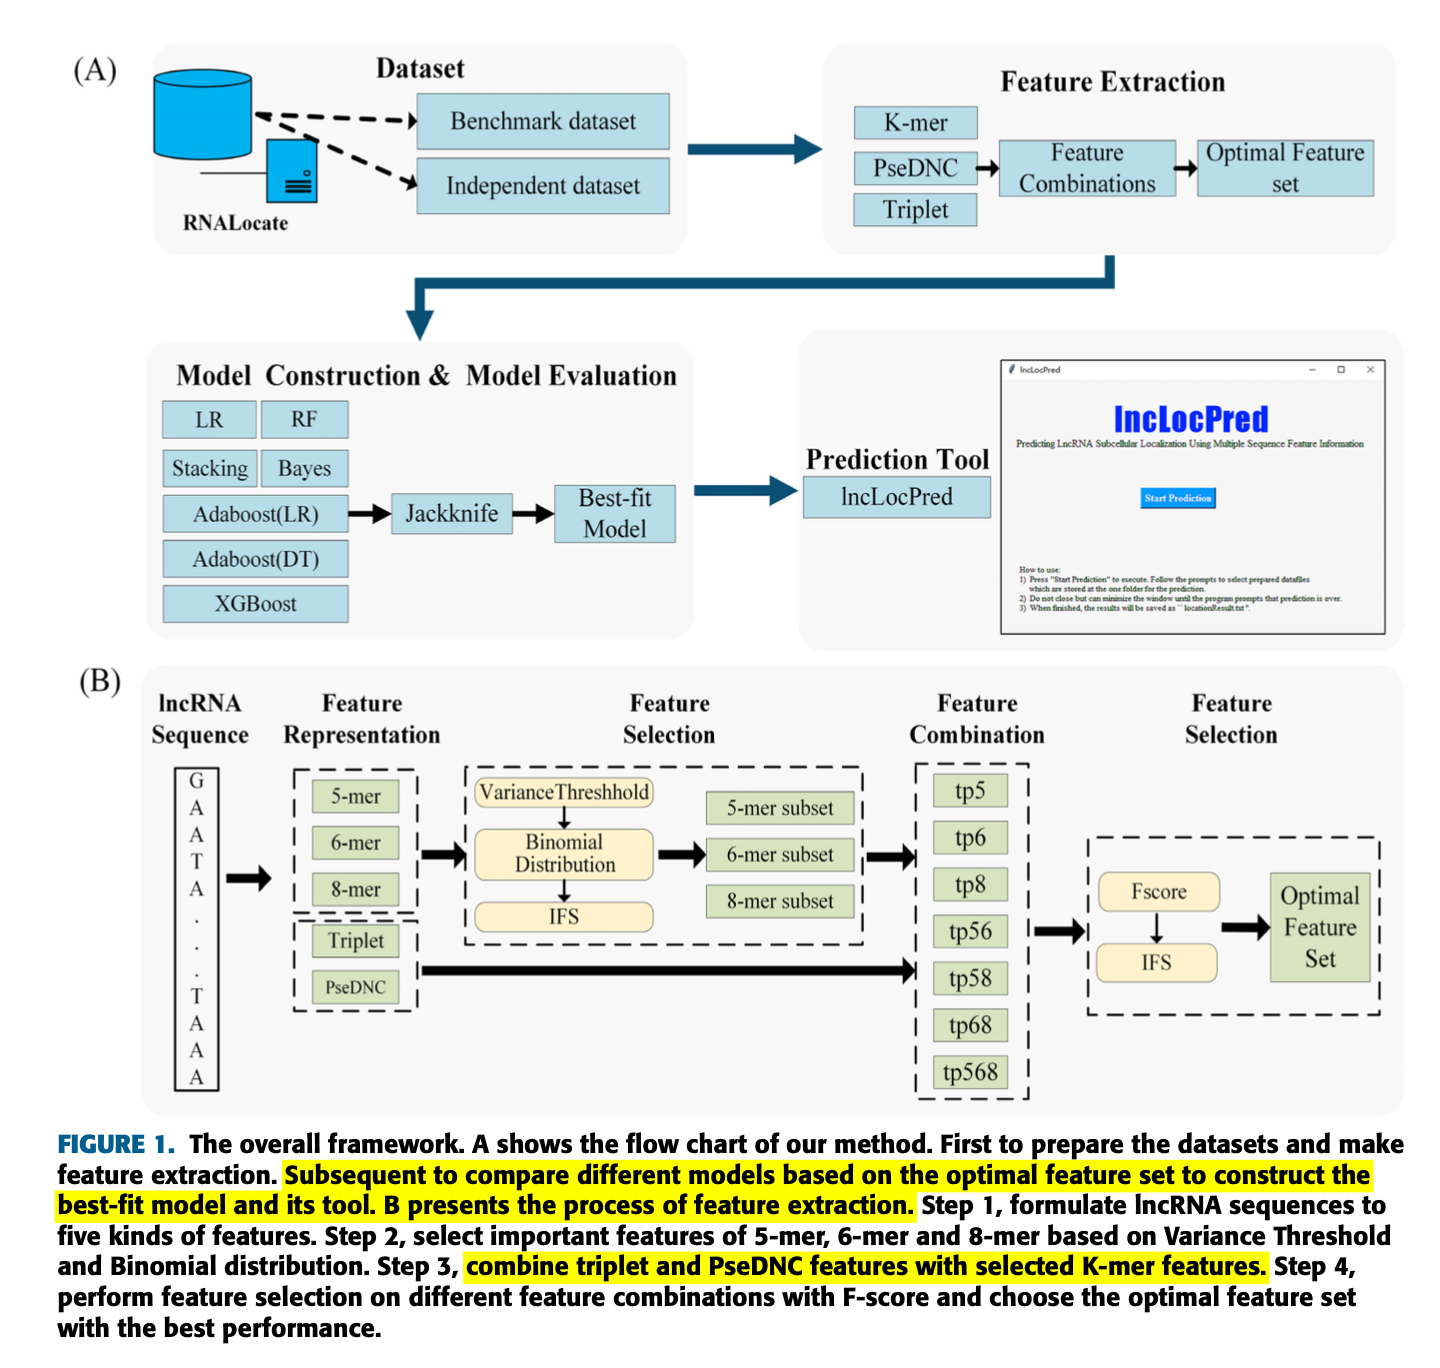 (A)
Dataset
Benchmark dataset
Independent dataset
RNALocate
Feature Extraction
K-mer
PseDNC
Triplet
Feature
Combinations
Optimal Feature
set
Model Construction & Model Evaluation
LR
RF
Stacking
Bayes
Adaboost(LR)
Adaboost(DT)
XGBoost
Jackknife
Best-fit
Model
Prediction Tool
lncLocPred
lncLocPred
lncLocPred
Predicting LncRNA Subcellular Localization Using Multiple Sequence Feature Information
Start Prediction
How to use:
1) Press "Start Prediction" to execute. Follow the prompts to select prepared datafiles
which are stored at the one folder for the prediction.
2) Do not close but can minimize the window until the program prompts that prediction is over.
3) When finished, the results will be saved as `` locationResult.txt ".
(B)
lncRNA
Sequence
G
A
A
T
A
.
.
.
T
A
A
A
Feature
Representation
5-mer
6-mer
8-mer
Triplet
PseDNC
Feature
Selection
VarianceThreshhold
Binomial
Distribution
IFS
5-mer subset
6-mer subset
8-mer subset
Feature
Combination
tp5
tp6
tp8
tp56
tp58
tp68
tp568
Feature
Selection
Fscore
IFS
Optimal
Feature
Set
FIGURE 1. The overall framework. A shows the flow chart of our method. First to prepare the datasets and make
feature extraction. Subsequent to compare different models based on the optimal feature set to construct the
best-fit model and its tool. B presents the process of feature extraction. Step 1, formulate lncRNA sequences to
five kinds of features. Step 2, select important features of 5-mer, 6-mer and 8-mer based on Variance Threshold
and Binomial distribution. Step 3, combine triplet and PseDNC features with selected K-mer features. Step 4,
perform feature selection on different feature combinations with F-score and choose the optimal feature set
with the best performance.